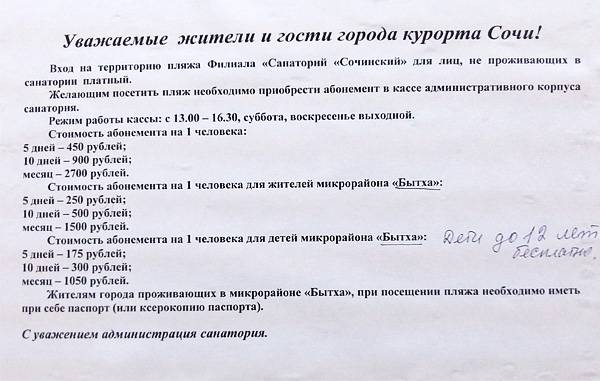 Уважаемые жители и гости города курорта Сочи!
Вход на территорию пляжа Филиала «Санаторий «Сочинский» для лиц, не проживающих в
санатории платный.
Желающим посетить пляж необходимо приобрести абонемент в кассе административного корпуса
санатория.
Режим работы кассы: с 13.00 – 16.30, суббота, воскресенье выходной.
Стоимость абонемента на 1 человека:
5 дней – 450 рублей;
10 дней – 900 рублей;
месяц – 2700 рублей.
Стоимость абонемента на 1 человека для жителей микрорайона «Бытха»:
5 дней – 250 рублей;
10 дней – 500 рублей;
месяц – 1500 рублей.
Стоимость абонемента на 1 человека для детей микрорайона «Бытха»: Дети до 12 лет
бесплатно.
5 дней – 175 рублей;
10 дней – 300 рублей;
месяц – 1050 рублей.
Жителям города проживающих в микрорайоне «Бытха», при посещении пляжа необходимо иметь
при себе паспорт (или ксерокопию паспорта).
С уважением администрация санатория.